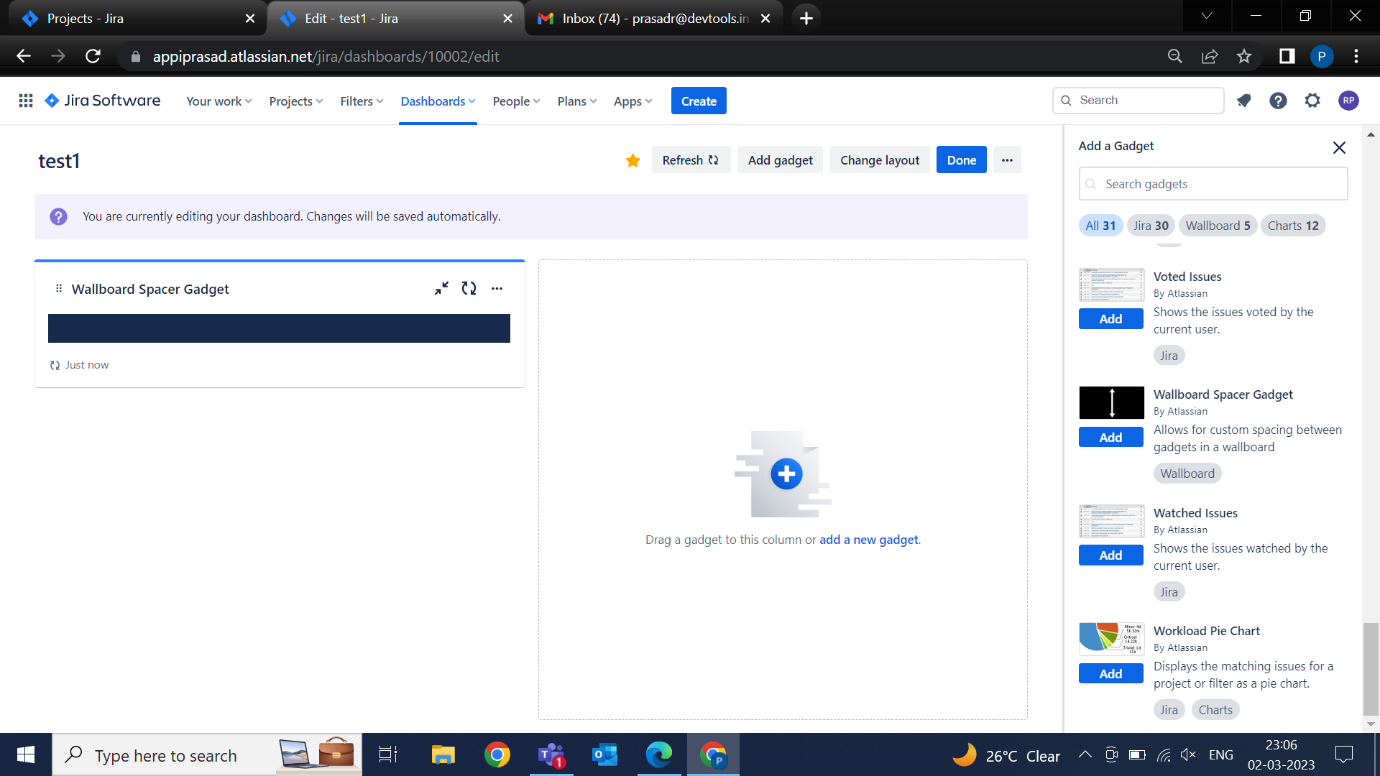 Projects - Jira
Edit - test1 - Jira
Inbox (74) - prasadr@devtools.in
appiprasad.atlassian.net/jira/dashboards/10002/edit
P
Jira Software
Your work
Projects
Filters
Dashboards
People
Plans
Apps
Create
Search
RP
test1
Refresh
Add gadget
Change layout
Done
You are currently editing your dashboard. Changes will be saved automatically.
Wallboard Spacer Gadget
Just now
Drag a gadget to this column or add a new gadget.
Add a Gadget
Search gadgets
All 31
Jira 30
Wallboard 5
Charts 12
Voted Issues
By Atlassian
Add
Shows the issues voted by the
current user.
Jira
Wallboard Spacer Gadget
By Atlassian
Add
Allows for custom spacing between
gadgets in a wallboard
Wallboard
Watched Issues
By Atlassian
Add
Shows the issues watched by the
current user.
Jira
Workload Pie Chart
By Atlassian
Add
Displays the matching issues for a
project or filter as a pie chart.
Jira
Charts
Type here to search
1
P
26°C Clear
ENG
23:06
02-03-2023